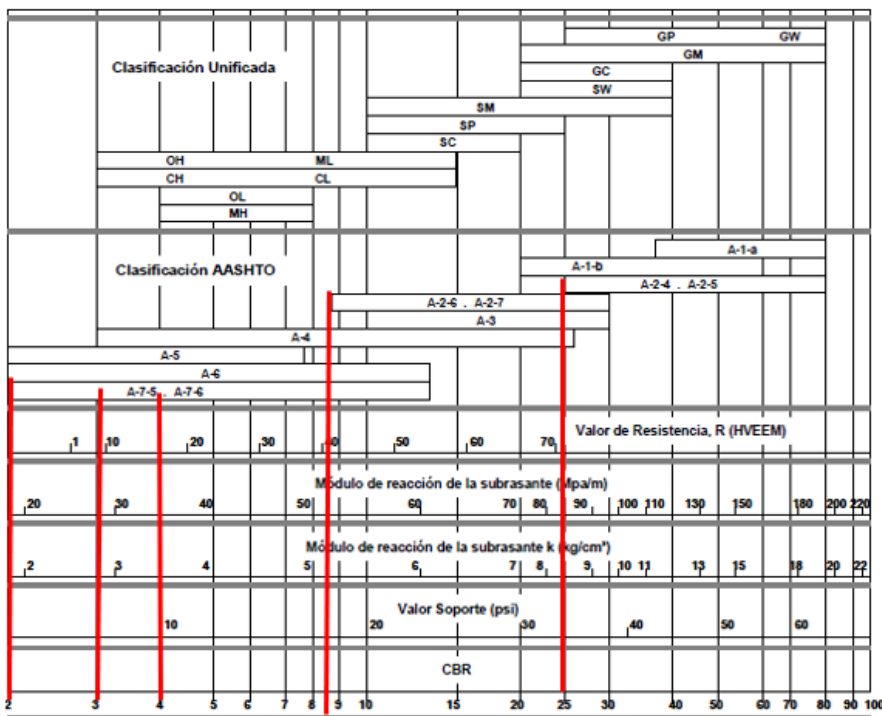 GP GW
GM
Clasificación Unificada
GC
SW
SM
SP
SC
OH ML
CH CL
OL
MH
A-1-a
Clasificación AASHTO
A-1-b
A-2-4 . A-2-5
A-2-6 . A-2-7
A-3
A-4
A-5
A-6
A-7-5 . A-7-6
Valor de Resistencia, R (HVEEM)
1 10 20 30 40 50 60 70
Módulo de reacción de la subrasante (Mpa/m)
20 30 40 50 60 70 80 90 100 110 130 150 180 200 220
Módulo de reacción de la subrasante k (kg/cm³)
2 3 4 5 6 7 8 9 10 11 13 15 18 20 22
Valor Soporte (psi)
10 20 30 40 50 60
CBR
2 3 4 5 6 7 8 9 10 15 20 25 30 40 50 60 70 80 90 100